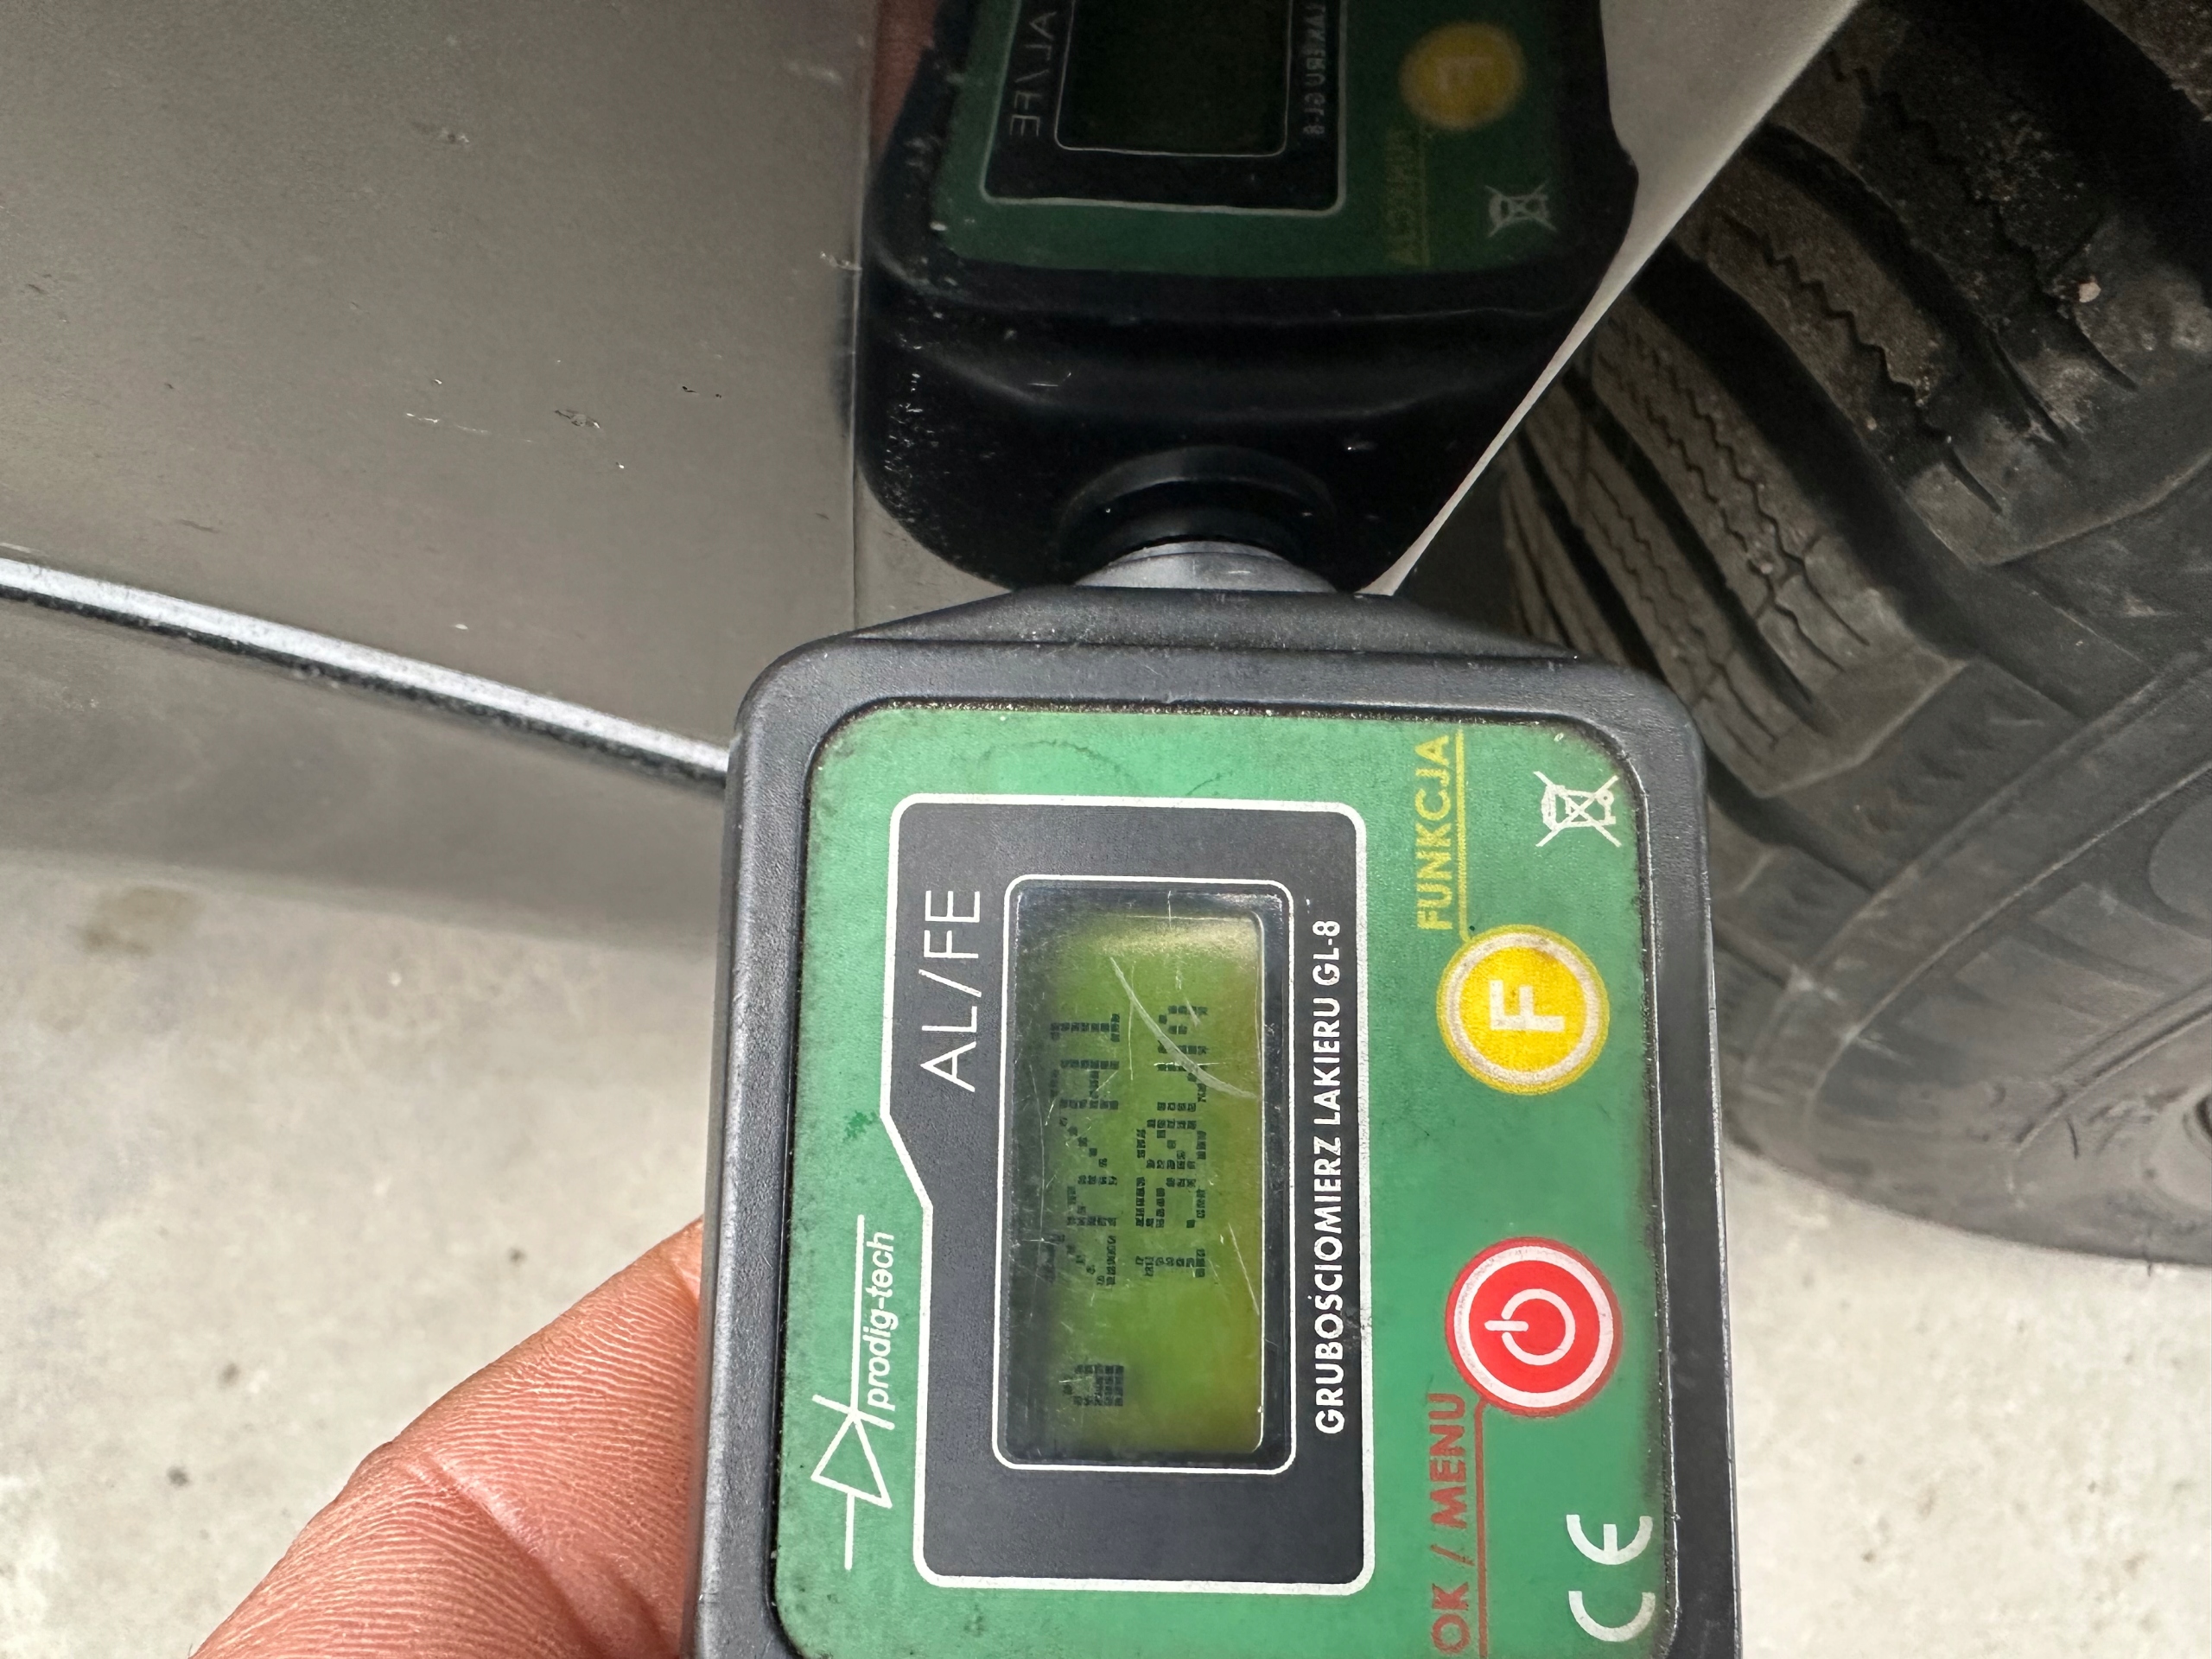 prodig-tech
AL/FE
GRUBOŚCIOMIERZ LAKIERU GL-8
OK / MENU
F
FUNKCJA
CE